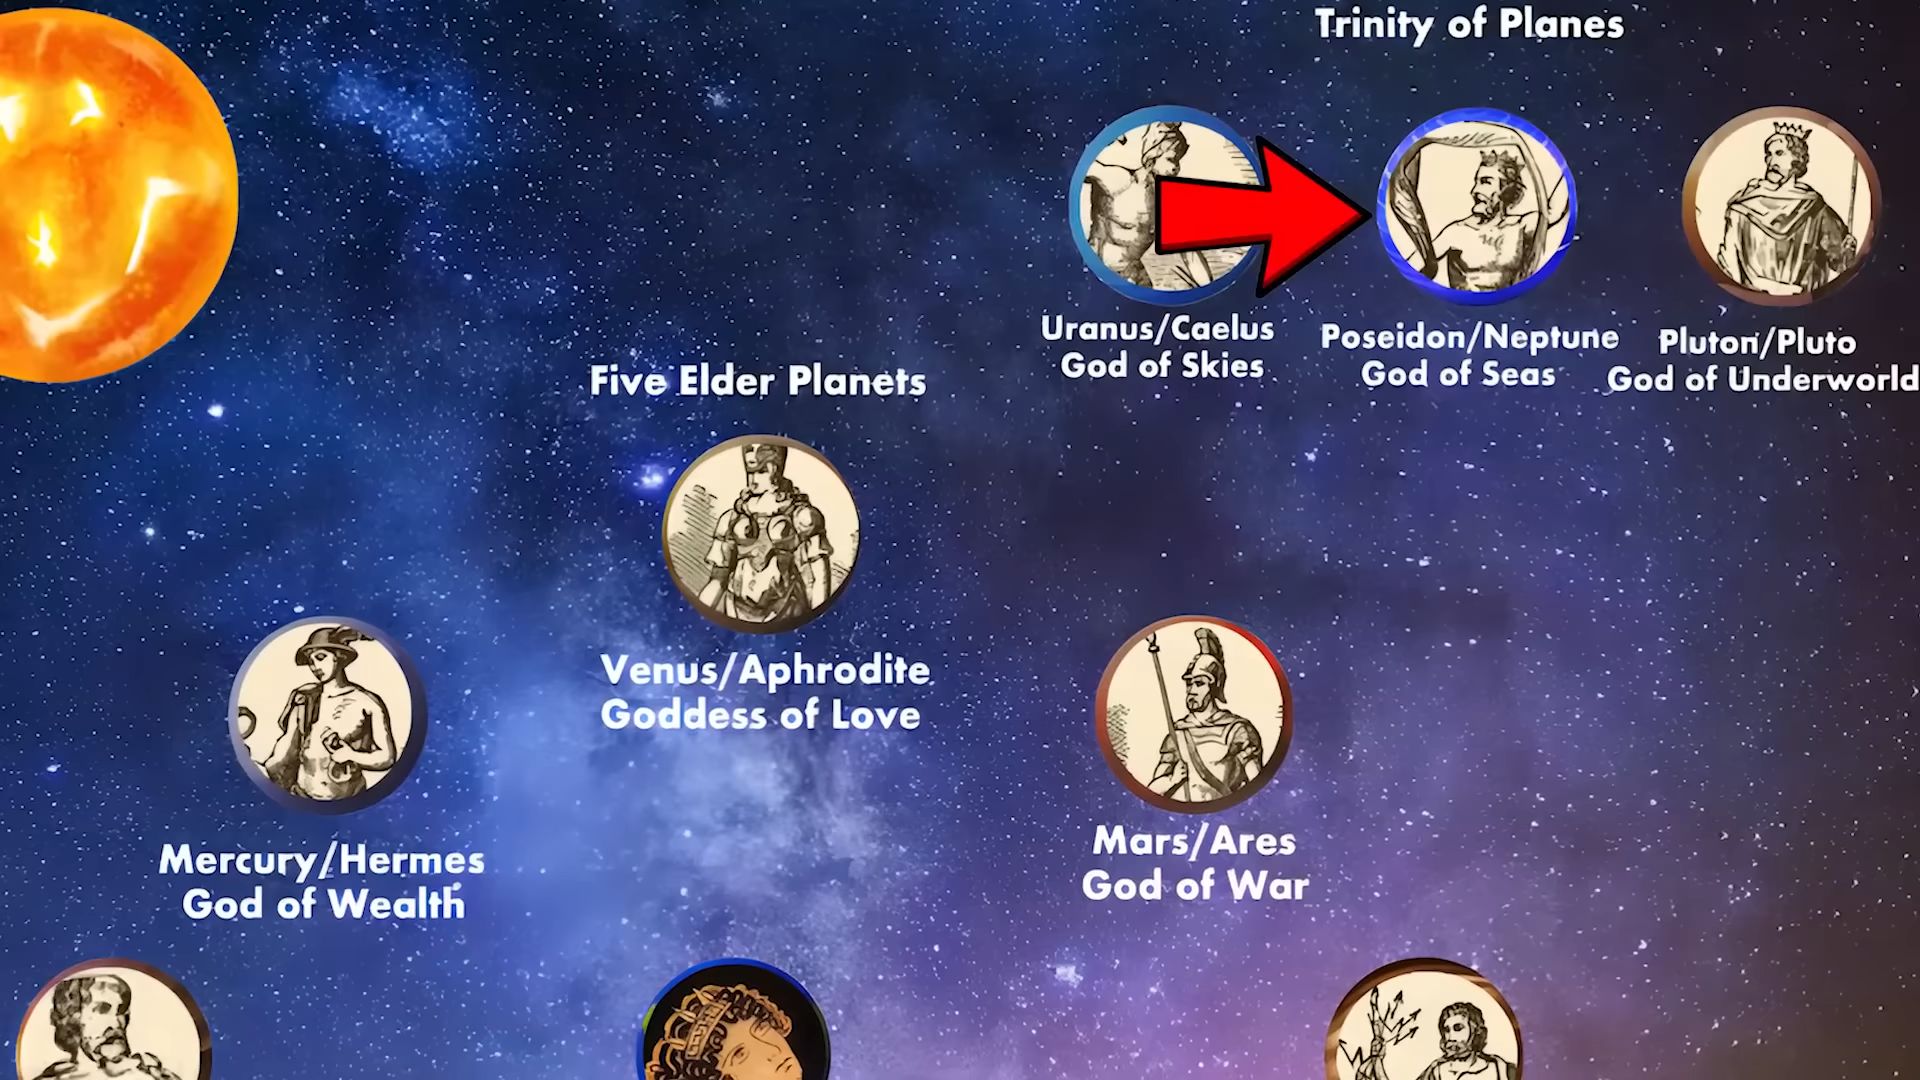 Trinity of Planes
Uranus/Caelus
God of Skies
Poseidon/Neptune
God of Seas
Pluton/Pluto
God of Underworld
Five Elder Planets
Venus/Aphrodite
Goddess of Love
Mercury/Hermes
God of Wealth
Mars/Ares
God of War